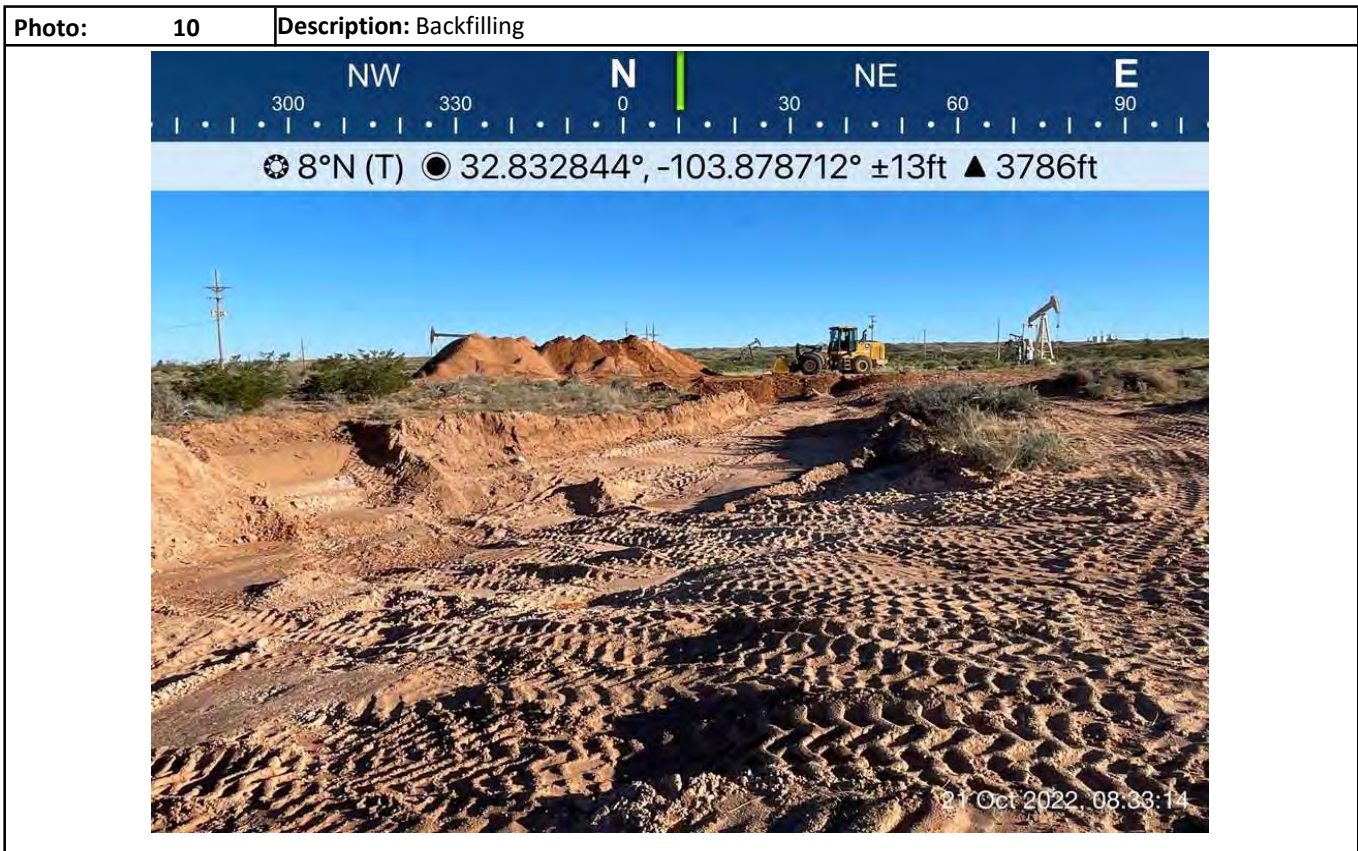 Photo: 10 Description: Backfilling
NW N NE E
300 330 0 30 60 90
8°N (T) 32.832844°, -103.878712° ±13ft ▲ 3786ft
21 Oct 2022, 08:33:14